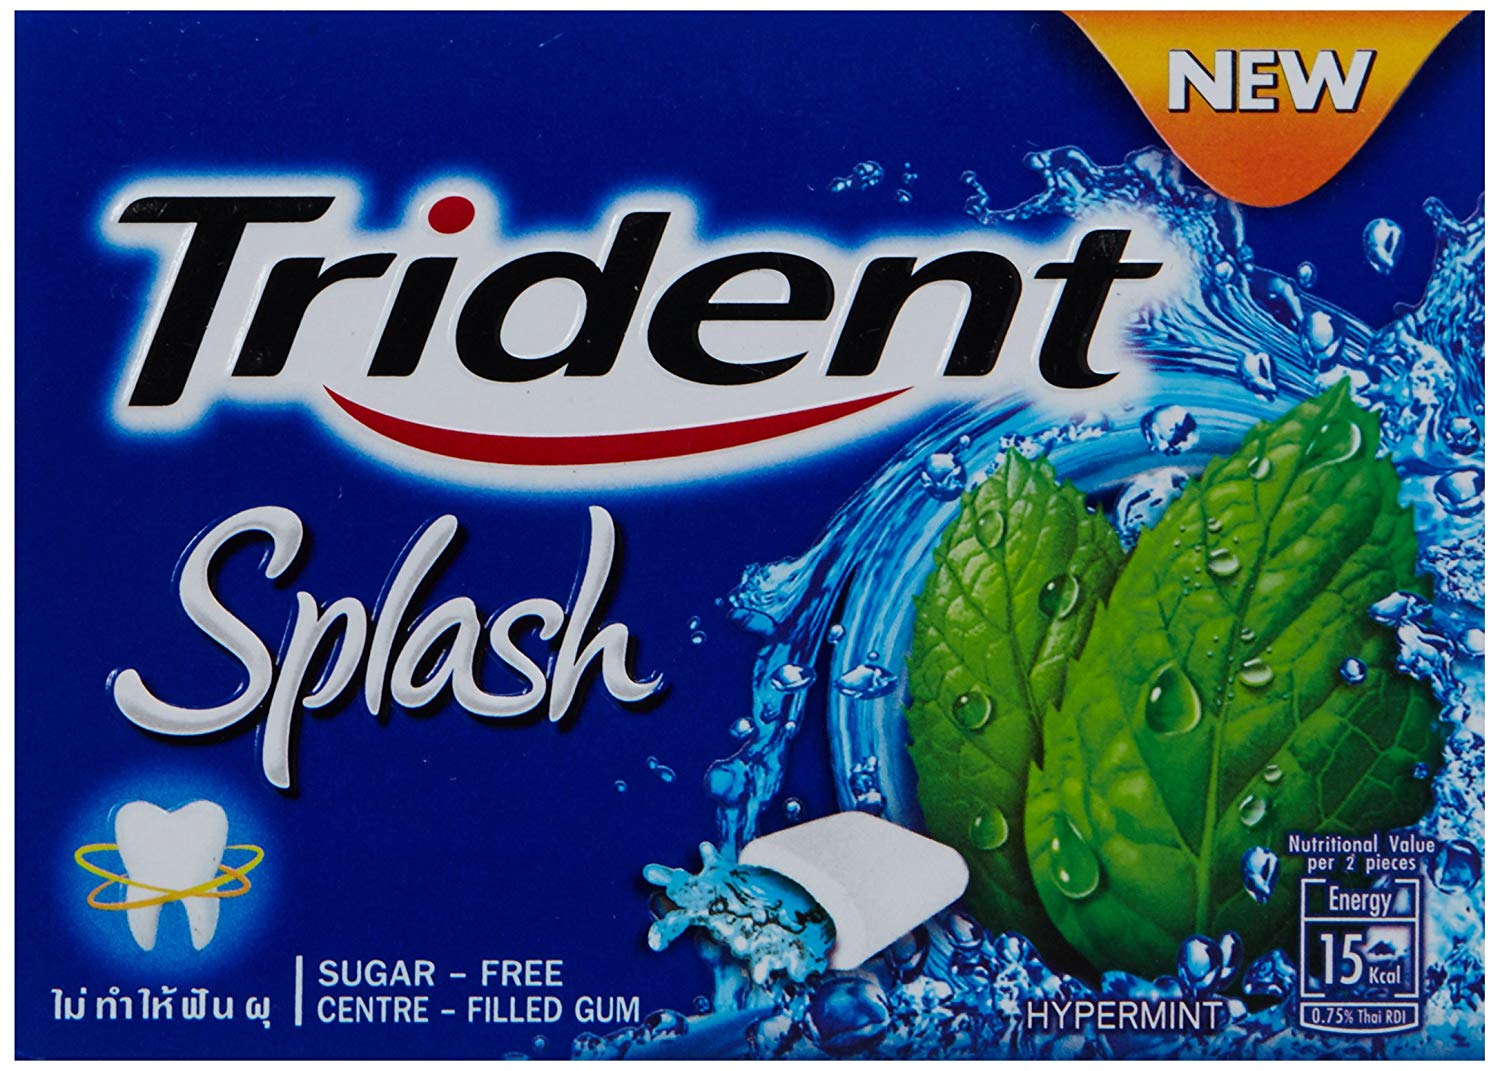 NEW
Trident
Splash
ไม่ ทำให้ ฟัน ผุ
SUGAR - FREE
CENTRE - FILLED GUM
HYPERMINT
Nutritional Value
per 2 pieces
Energy
15 Kcal
0.75% Thai RDI